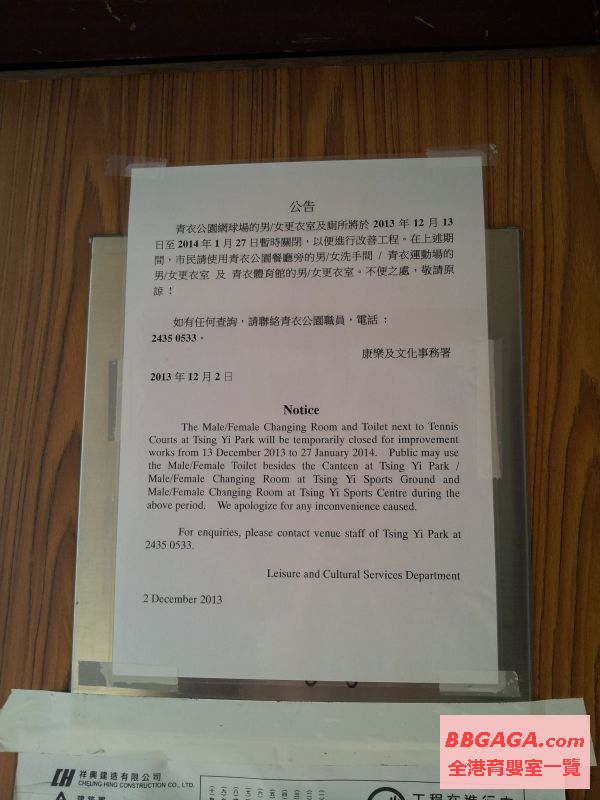 公告
青衣公園網球場的男/女更衣室及廁所將於 2013 年 12 月 13
日至 2014 年 1 月 27 日暫時關閉，以便進行改善工程。在上述期
間，市民請使用青衣公園餐廳旁的男/女洗手間 / 青衣運動場的
男/女更衣室 及 青衣體育館的男/女更衣室。不便之處，敬請原
諒！
如有任何查詢，請聯絡青衣公園職員，電話：
2435 0533。
康樂及文化事務署
2013 年 12 月 2 日
Notice
The Male/Female Changing Room and Toilet next to Tennis
Courts at Tsing Yi Park will be temporarily closed for improvement
works from 13 December 2013 to 27 January 2014. Public may use
the Male/Female Toilet besides the Canteen at Tsing Yi Park /
Male/Female Changing Room at Tsing Yi Sports Ground and
Male/Female Changing Room at Tsing Yi Sports Centre during the
above period. We apologize for any inconvenience caused.
For enquiries, please contact venue staff of Tsing Yi Park at
2435 0533.
Leisure and Cultural Services Department
2 December 2013
BBGAGA.com
全港育嬰室一覽
祥興建造有限公司
CHEUNG HING CONSTRUCTION CO., LTD.
工程在進行中